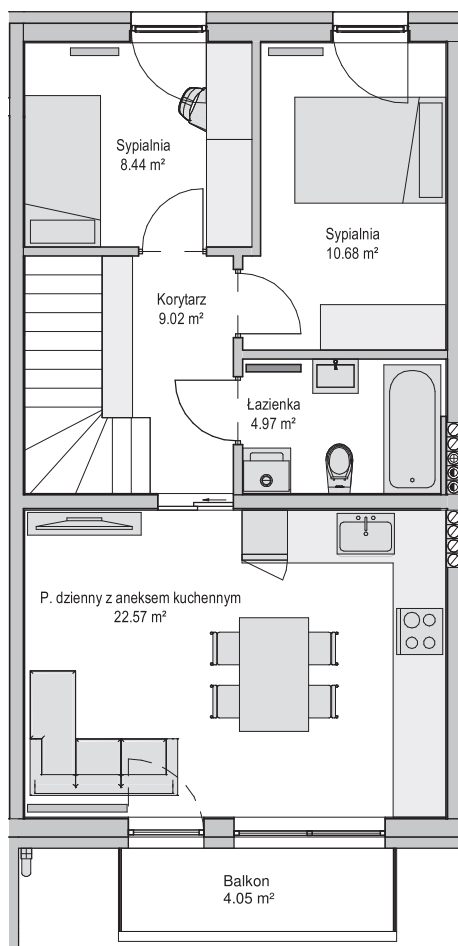 Sypialnia
8.44 m²
Sypialnia
10.68 m²
Korytarz
9.02 m²
Łazienka
4.97 m²
P. dzienny z aneksem kuchennym
22.57 m²
Balkon
4.05 m²